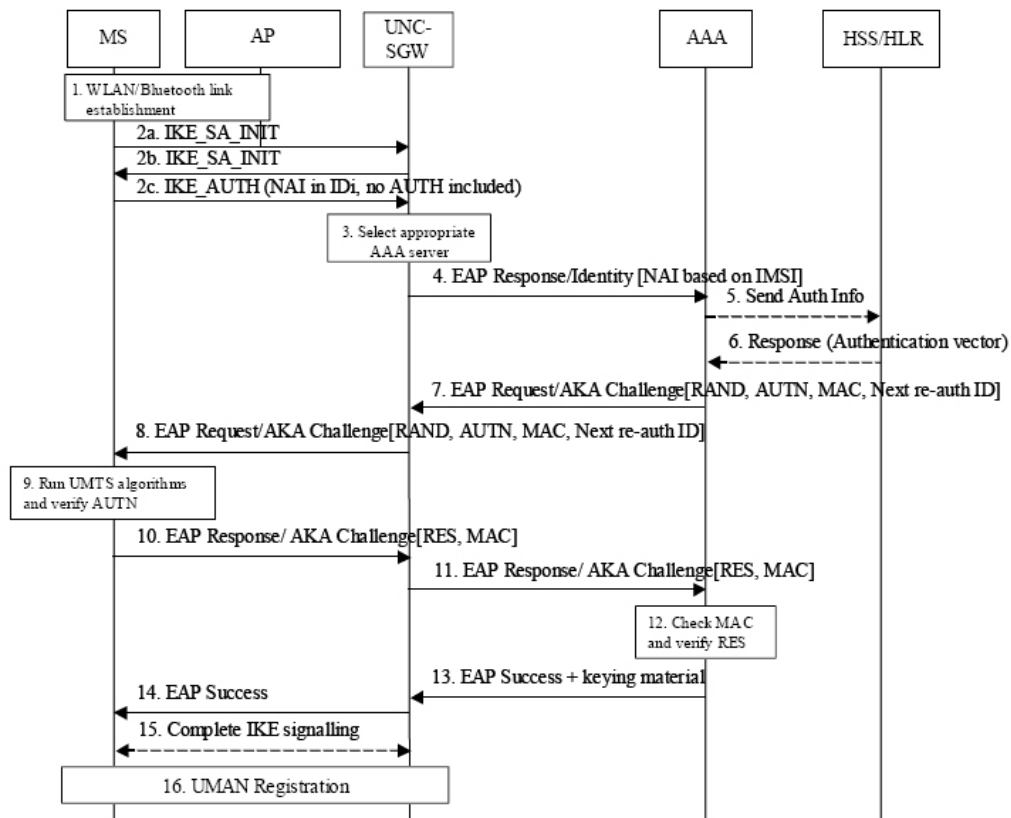 MS
AP
UNC-
SGW
AAA
HSS/HLR
1. WLAN/Bluetooth link
establishment
2a. IKE_SA_INIT
2b. IKE_SA_INIT
2c. IKE_AUTH (NAI in IDi, no AUTH included)
3. Select appropriate
AAA server
4. EAP Response/Identity [NAI based on IMSI]
5. Send Auth Info
6. Response (Authentication vector)
7. EAP Request/AKA Challenge[RAND, AUTN, MAC, Next re-auth ID]
8. EAP Request/AKA Challenge[RAND, AUTN, MAC, Next re-auth ID]
9. Run UMTS algorithms
and verify AUTN
10. EAP Response/ AKA Challenge[RES, MAC]
11. EAP Response/ AKA Challenge[RES, MAC]
12. Check MAC
and verify RES
13. EAP Success + keying material
14. EAP Success
15. Complete IKE signalling
16. UMAN Registration